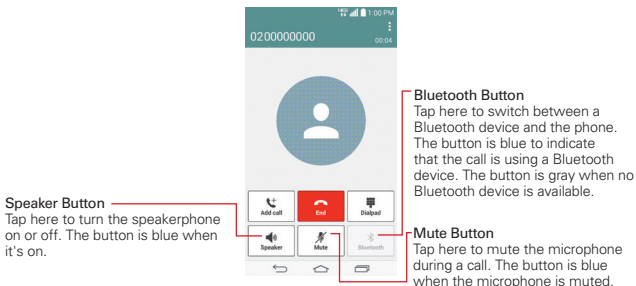 4G 1:00 PM
0200000000
00:04
Add call
End
Dialpad
Speaker
Mute
Bluetooth
Speaker Button
Tap here to turn the speakerphone
on or off. The button is blue when
it's on.
Bluetooth Button
Tap here to switch between a
Bluetooth device and the phone.
The button is blue to indicate
that the call is using a Bluetooth
device. The button is gray when no
Bluetooth device is available.
Mute Button
Tap here to mute the microphone
during a call. The button is blue
when the microphone is muted.